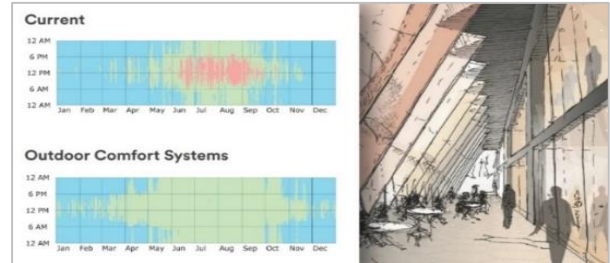 Current
12 AM
6 PM
12 PM
6 AM
12 AM
Jan Feb Mar Apr May Jun Jul Aug Sep Oct Nov Dec
Outdoor Comfort Systems
12 AM
6 PM
12 PM
6 AM
12 AM
Jan Feb Mar Apr May Jun Jul Aug Sep Oct Nov Dec